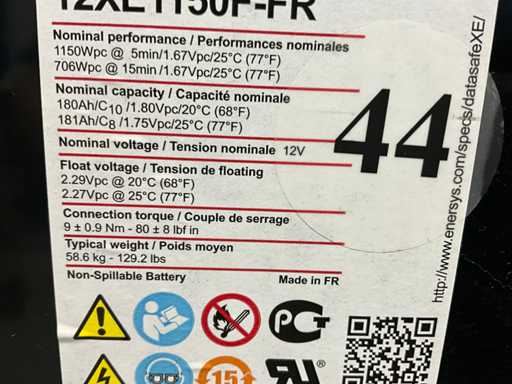 12XE1150F-FR
Nominal performance / Performances nominales
1150Wpc @ 5min/1.67Vpc/25°C (77°F)
706Wpc @ 15min/1.67Vpc/25°C (77°F)
Nominal capacity / Capacité nominale
180Ah/C10 /1.80Vpc/20°C (68°F)
181Ah/C8 /1.75Vpc/25°C (77°F)
Nominal voltage / Tension nominale 12V
Float voltage / Tension de floating
2.29Vpc @ 20°C (68°F)
2.27Vpc @ 25°C (77°F)
Connection torque / Couple de serrage
9 ± 0.9 Nm - 80 ± 8 lbf in
Typical weight / Poids moyen
58.6 kg - 129.2 lbs
Non-Spillable Battery Made in FR
44
http://www.enersys.com/specs/datasafeXE/
PCT
15